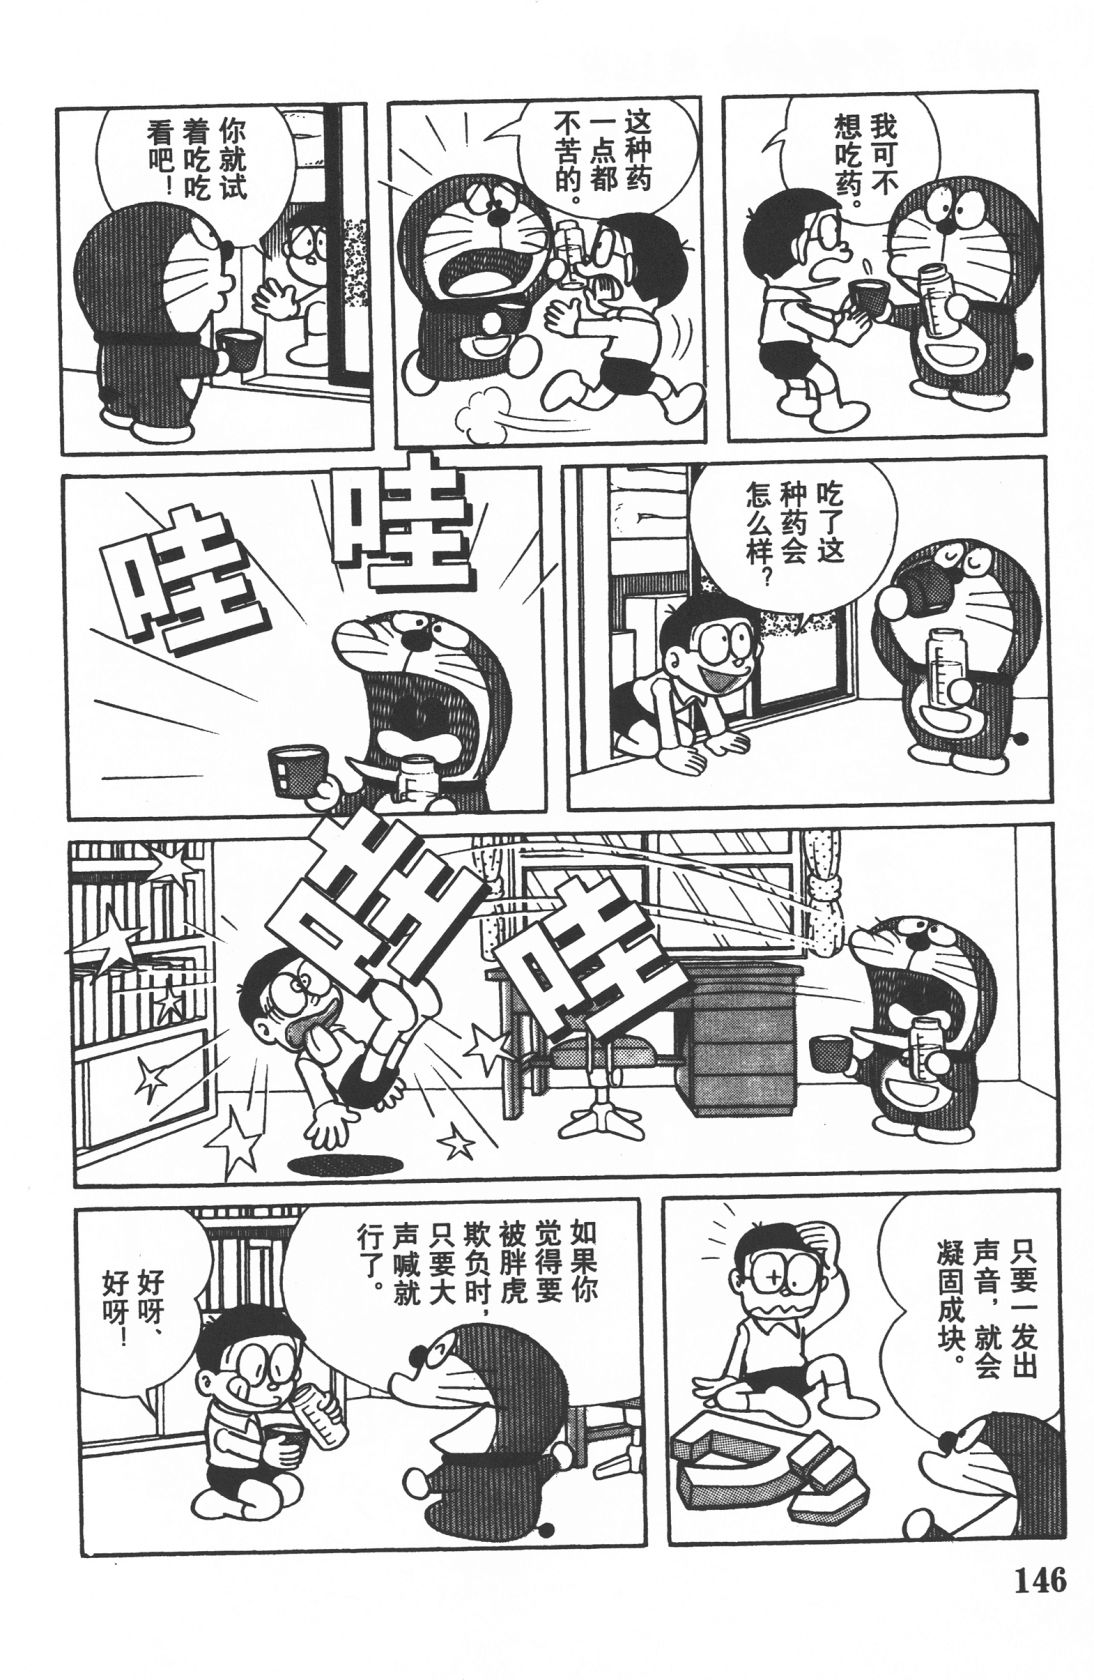 我可不
想吃药。
这种药
一点都
不苦的。
你就试
着吃吃
看吧！
吃了这
种药会
怎么样？
哇
哇
哇
哇
只要一发出
声音，就会
凝固成块。
如果你
觉得要
被胖虎
欺负时，
只要大
声喊就
行了。
好呀、
好呀！
146